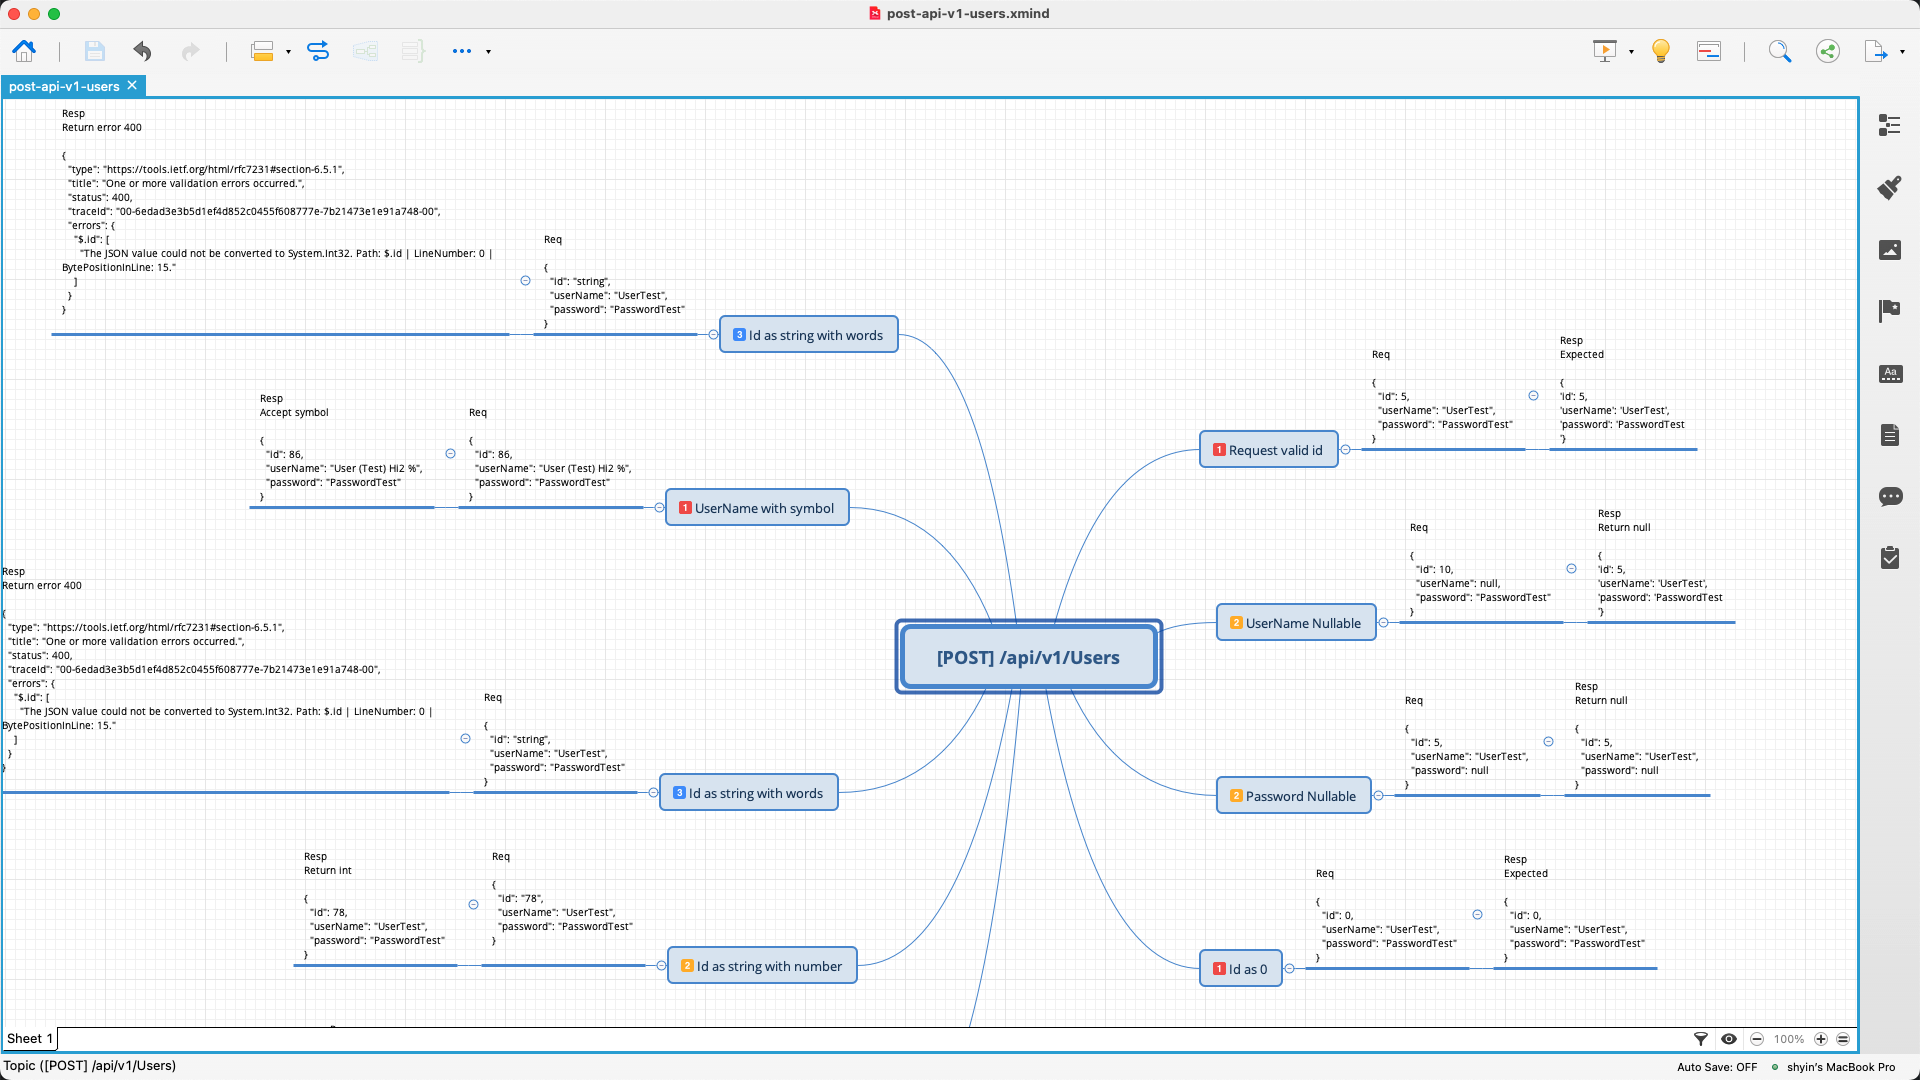 post-api-v1-users.xmind
post-api-v1-users
Resp
Return error 400
{
"type": "https://tools.ietf.org/html/rfc7231#section-6.5.1",
"title": "One or more validation errors occurred.",
"status": 400,
"traceId": "00-6edad3e3b5d1ef4d852c0455f608777e-7b21473e1e91a748-00",
"errors": {
"$.id": [
"The JSON value could not be converted to System.Int32. Path: $.id | LineNumber: 0 |
BytePositionInLine: 15."
]
}
}
Req
{
"id": "string",
"userName": "UserTest",
"password": "PasswordTest"
}
3 Id as string with words
Resp
Accept symbol
{
"id": 86,
"userName": "User (Test) Hi2 %",
"password": "PasswordTest"
}
Req
{
"id": 86,
"userName": "User (Test) Hi2 %",
"password": "PasswordTest"
}
1 UserName with symbol
Resp
Return error 400
{
"type": "https://tools.ietf.org/html/rfc7231#section-6.5.1",
"title": "One or more validation errors occurred.",
"status": 400,
"traceId": "00-6edad3e3b5d1ef4d852c0455f608777e-7b21473e1e91a748-00",
"errors": {
"$.id": [
"The JSON value could not be converted to System.Int32. Path: $.id | LineNumber: 0 |
BytePositionInLine: 15."
]
}
}
Req
{
"id": "string",
"userName": "UserTest",
"password": "PasswordTest"
}
3 Id as string with words
Resp
Return int
{
"id": 78,
"userName": "UserTest",
"password": "PasswordTest"
}
Req
{
"id": "78",
"userName": "UserTest",
"password": "PasswordTest"
}
2 Id as string with number
[POST] /api/v1/Users
1 Request valid id
Req
{
"id": 5,
"userName": "UserTest",
"password": "PasswordTest"
}
Resp
Expected
{
'id': 5,
'userName': 'UserTest',
'password': 'PasswordTest
'}
2 UserName Nullable
Req
{
"id": 10,
"userName": null,
"password": "PasswordTest"
}
Resp
Return null
{
'id': 5,
'userName': 'UserTest',
'password': 'PasswordTest
'}
2 Password Nullable
Req
{
"id": 5,
"userName": "UserTest",
"password": null
}
Resp
Return null
{
"id": 5,
"userName": "UserTest",
"password": null
}
1 Id as 0
Req
{
"id": 0,
"userName": "UserTest",
"password": "PasswordTest"
}
Resp
Expected
{
"id": 0,
"userName": "UserTest",
"password": "PasswordTest"
}
Aa
Sheet 1
100%
Topic ([POST] /api/v1/Users)
Auto Save: OFF
shyin's MacBook Pro